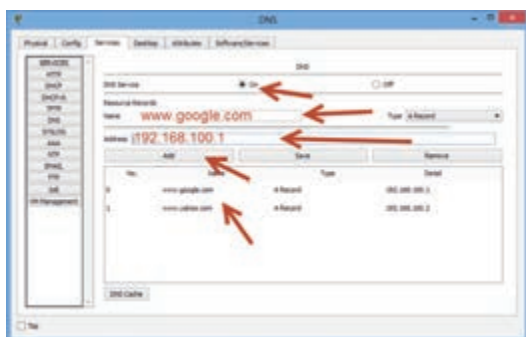 DNS
Physical Config Services Desktop Attributes Software/Services
SERVICES
HTTP
DHCP
DHCPv6
TFTP
DNS
SYSLOG
AAA
NTP
EMAIL
FTP
IoT
VM Management
DNS
DNS Service On Off
Resource Records
Name www.google.com Type A Record
Address 192.168.100.1
Add Save Remove
No. Name Type Detail
0 www.google.com A Record 192.168.100.1
1 www.yahoo.com A Record 192.168.100.2
DNS Cache
Top